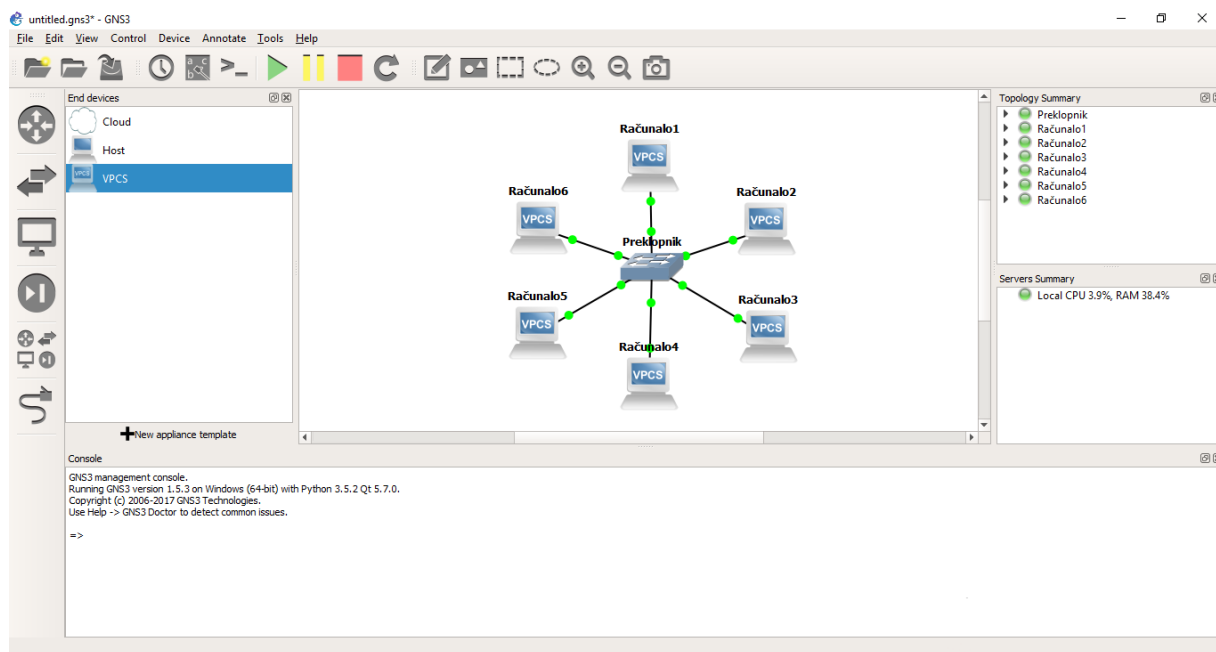 untitled.gns3* - GNS3
File Edit View Control Device Annotate Tools Help
End devices
Cloud
Host
VPCS
New appliance template
Računalo1
VPCS
Računalo6
VPCS
Računalo2
VPCS
Preklopnik
Računalo5
VPCS
Računalo3
VPCS
Računalo4
VPCS
Topology Summary
Preklopnik
Računalo1
Računalo2
Računalo3
Računalo4
Računalo5
Računalo6
Servers Summary
Local CPU 3.9%, RAM 38.4%
Console
GNS3 management console.
Running GNS3 version 1.5.3 on Windows (64-bit) with Python 3.5.2 Qt 5.7.0.
Copyright (c) 2006-2017 GNS3 Technologies.
Use Help -> GNS3 Doctor to detect common issues.
=>